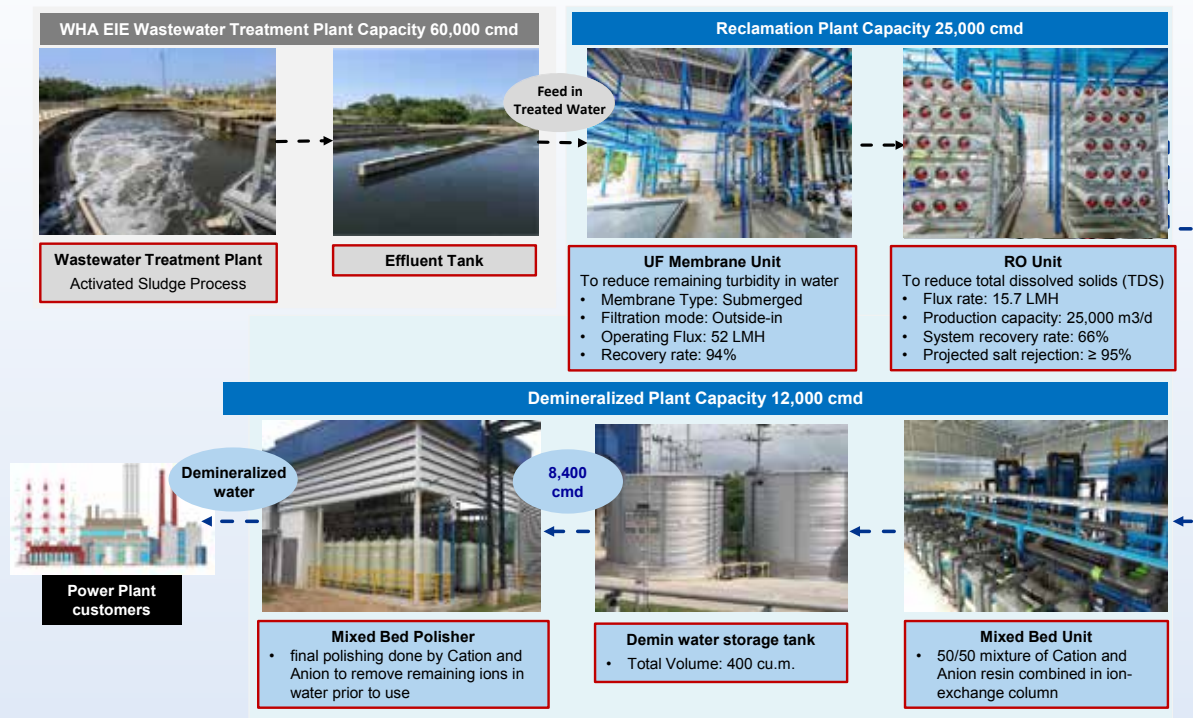 WHA EIE Wastewater Treatment Plant Capacity 60,000 cmd
Reclamation Plant Capacity 25,000 cmd
Feed in
Treated Water
Wastewater Treatment Plant
Activated Sludge Process
Effluent Tank
UF Membrane Unit
To reduce remaining turbidity in water
• Membrane Type: Submerged
• Filtration mode: Outside-in
• Operating Flux: 52 LMH
• Recovery rate: 94%
RO Unit
To reduce total dissolved solids (TDS)
• Flux rate: 15.7 LMH
• Production capacity: 25,000 m3/d
• System recovery rate: 66%
• Projected salt rejection: ≥ 95%
Demineralized Plant Capacity 12,000 cmd
Demineralized
water
8,400
cmd
Power Plant
customers
Mixed Bed Polisher
• final polishing done by Cation and
Anion to remove remaining ions in
water prior to use
Demin water storage tank
• Total Volume: 400 cu.m.
Mixed Bed Unit
• 50/50 mixture of Cation and
Anion resin combined in ion-
exchange column